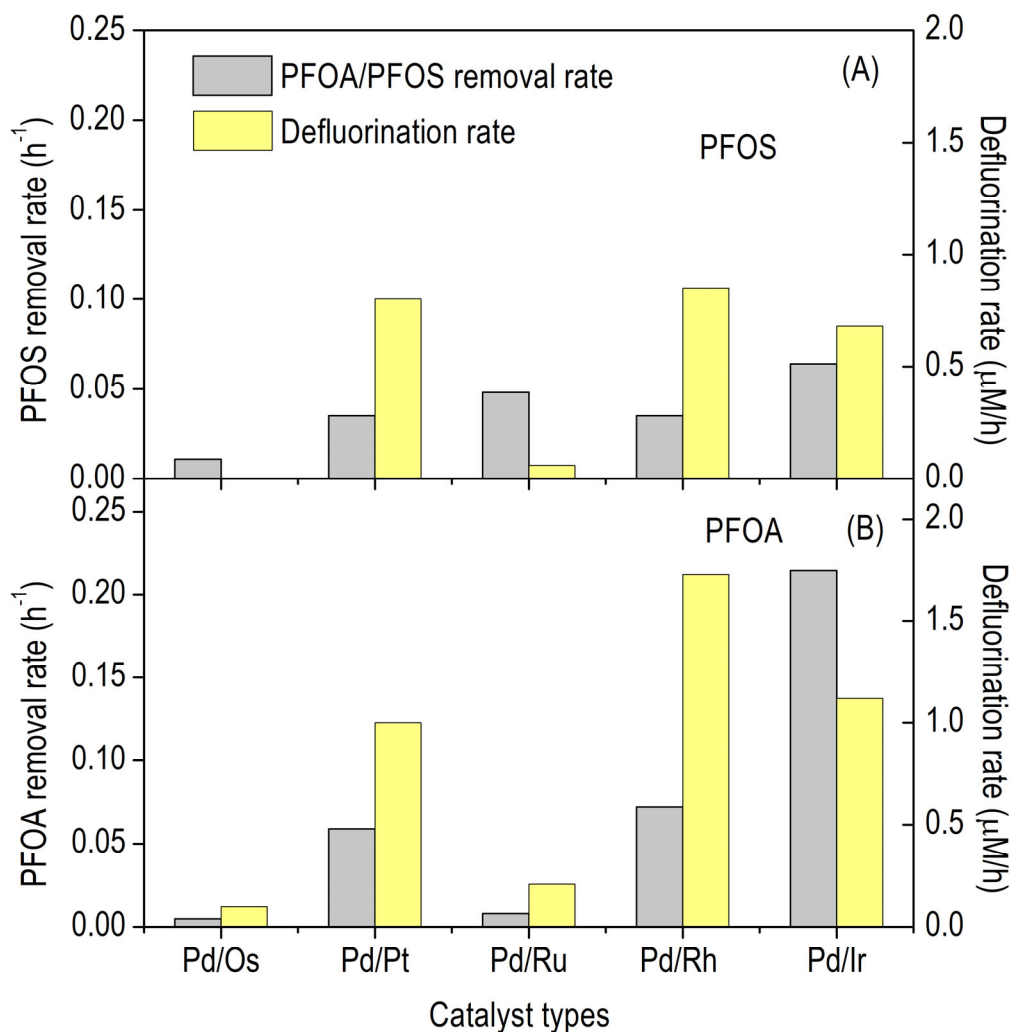 0.25
0.20
0.15
0.10
0.05
0.00
PFOS removal rate (h⁻¹)
PFOA/PFOS removal rate
Defluorination rate
(A)
PFOS
2.0
1.5
1.0
0.5
0.0
Defluorination rate (μM/h)
0.25
0.20
0.15
0.10
0.05
0.00
PFOA removal rate (h⁻¹)
PFOA (B)
2.0
1.5
1.0
0.5
0.0
Defluorination rate (μM/h)
Pd/Os Pd/Pt Pd/Ru Pd/Rh Pd/Ir
Catalyst types